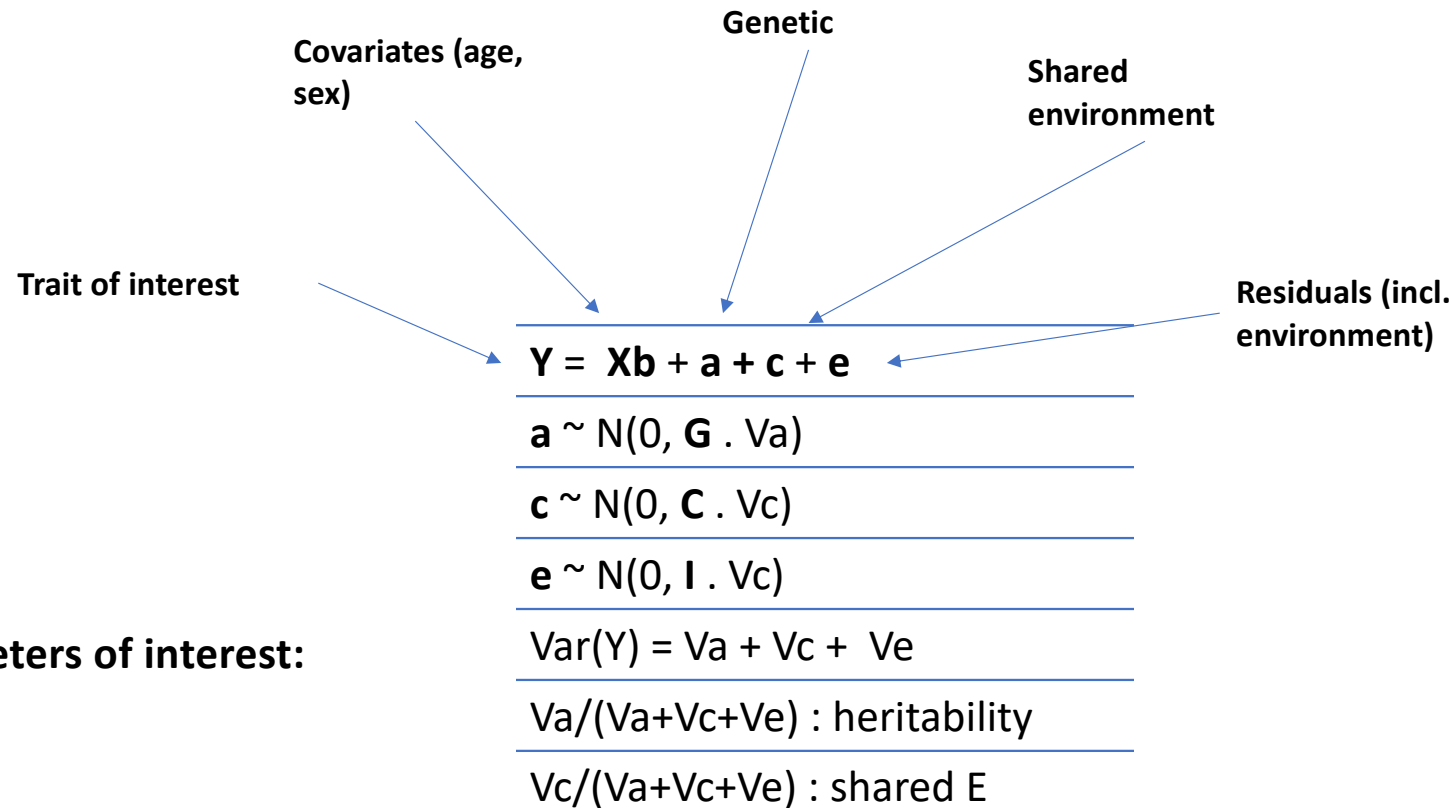 Genetic
Covariates (age,
sex)
Shared
environment
Trait of interest
Residuals (incl.
environment)
Y = Xb + a + c + e
a ~ N(0, G . Va)
c ~ N(0, C . Vc)
e ~ N(0, I . Vc)
eters of interest:
Var(Y) = Va + Vc + Ve
Va/(Va+Vc+Ve) : heritability
Vc/(Va+Vc+Ve) : shared E